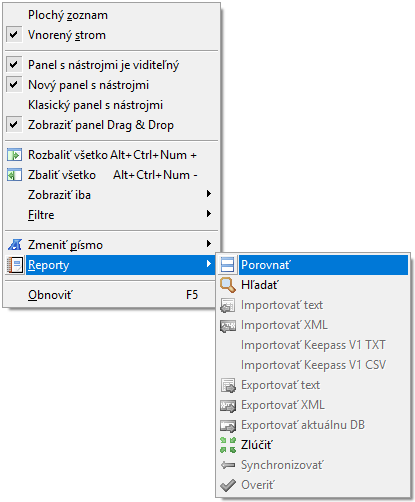 Plochý zoznam
Vnorený strom
Panel s nástrojmi je viditeľný
Nový panel s nástrojmi
Klasický panel s nástrojmi
Zobraziť panel Drag & Drop
Rozbaliť všetko Alt+Ctrl+Num +
Zbaliť všetko Alt+Ctrl+Num -
Zobraziť iba
Filtre
Zmeniť písmo
Reporty
Obnoviť F5
Porovnať
Hľadať
Importovať text
Importovať XML
Importovať Keepass V1 TXT
Importovať Keepass V1 CSV
Exportovať text
Exportovať XML
Exportovať aktuálnu DB
Zlúčiť
Synchronizovať
Overiť